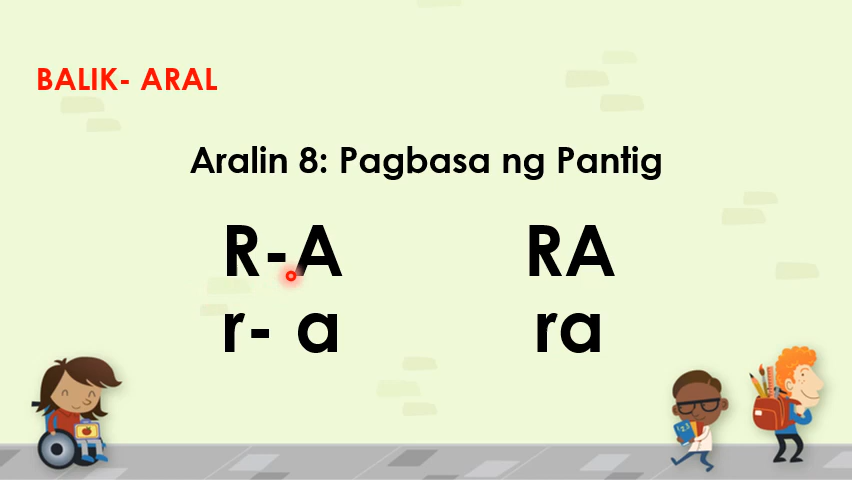 BALIK- ARAL
Aralin 8: Pagbasa ng Pantig
R-A RA
r- a ra